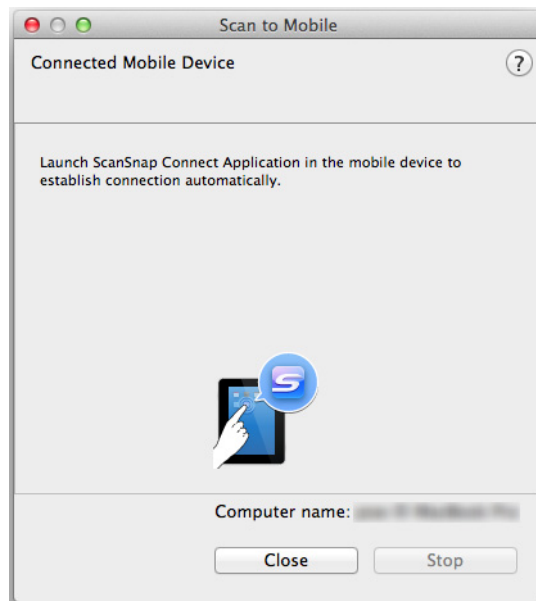 Scan to Mobile
Connected Mobile Device
?
Launch ScanSnap Connect Application in the mobile device to
establish connection automatically.
S
Computer name:
Close
Stop